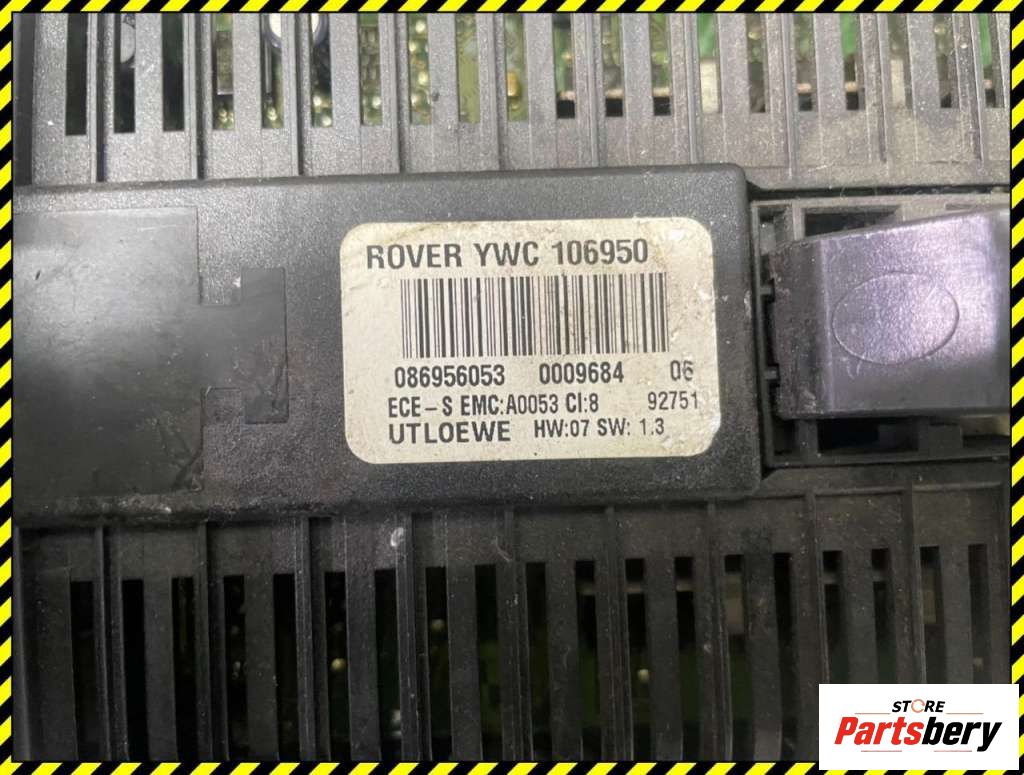 ROVER YWC 106950
086956053 0009684 06
ECE-S EMC:A0053 CI:8 92751
UTLOEWE HW:07 SW: 1.3
STORE
Partsbery